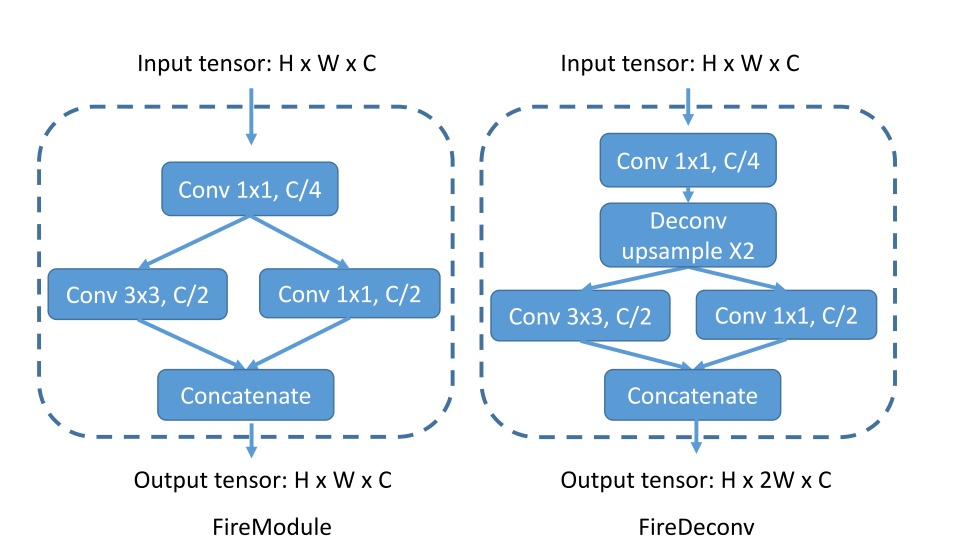 Input tensor: H x W x C
Conv 1x1, C/4
Conv 3x3, C/2
Conv 1x1, C/2
Concatenate
Output tensor: H x W x C
FireModule
Input tensor: H x W x C
Conv 1x1, C/4
Deconv
upsample X2
Conv 3x3, C/2
Conv 1x1, C/2
Concatenate
Output tensor: H x 2W x C
FireDeconv